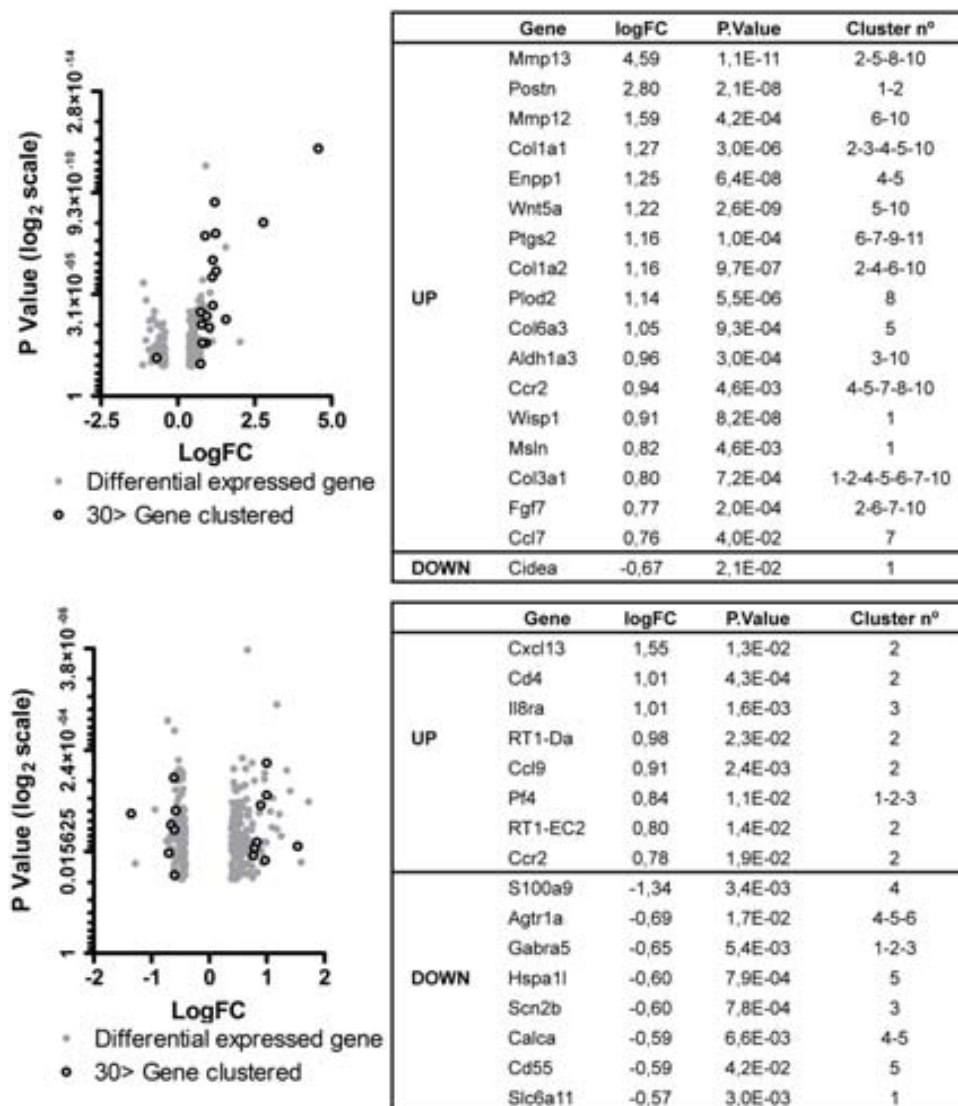 P Value (log2 scale)
2.8×10-14
9.3×10-10
3.1×10-05
1
-2.5 0.0 2.5 5.0
LogFC
Differential expressed gene
30> Gene clustered
Gene logFC P.Value Cluster nº
UP
Mmp13 4,59 1,1E-11 2-5-8-10
Postn 2,80 2,1E-08 1-2
Mmp12 1,59 4,2E-04 6-10
Col1a1 1,27 3,0E-06 2-3-4-5-10
Enpp1 1,25 6,4E-08 4-5
Wnt5a 1,22 2,6E-09 5-10
Ptgs2 1,16 1,0E-04 6-7-9-11
Col1a2 1,16 9,7E-07 2-4-6-10
Plod2 1,14 5,5E-06 8
Col6a3 1,05 9,3E-04 5
Aldh1a3 0,96 3,0E-04 3-10
Ccr2 0,94 4,6E-03 4-5-7-8-10
Wisp1 0,91 8,2E-08 1
Msln 0,82 4,6E-03 1
Col3a1 0,80 7,2E-04 1-2-4-5-6-7-10
Fgf7 0,77 2,0E-04 2-6-7-10
Ccl7 0,76 4,0E-02 7
DOWN Cidea -0,67 2,1E-02 1
P Value (log2 scale)
3.8×10-06
2.4×10-04
0.015625
1
-2 -1 0 1 2
LogFC
Differential expressed gene
30> Gene clustered
Gene logFC P.Value Cluster nº
UP
Cxcl13 1,55 1,3E-02 2
Cd4 1,01 4,3E-04 2
Il8ra 1,01 1,6E-03 3
RT1-Da 0,98 2,3E-02 2
Ccl9 0,91 2,4E-03 2
Pf4 0,84 1,1E-02 1-2-3
RT1-EC2 0,80 1,4E-02 2
Ccr2 0,78 1,9E-02 2
DOWN
S100a9 -1,34 3,4E-03 4
Agtr1a -0,69 1,7E-02 4-5-6
Gabra5 -0,65 5,4E-03 1-2-3
Hspa1l -0,60 7,9E-04 5
Scn2b -0,60 7,8E-04 3
Calca -0,59 6,6E-03 4-5
Cd55 -0,59 4,2E-02 5
Slc6a11 -0,57 3,0E-03 1